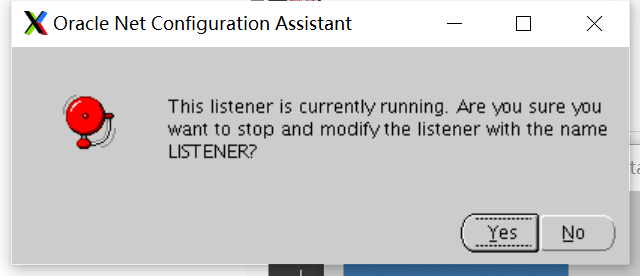 Oracle Net Configuration Assistant
This listener is currently running. Are you sure you
want to stop and modify the listener with the name
LISTENER?
Yes No